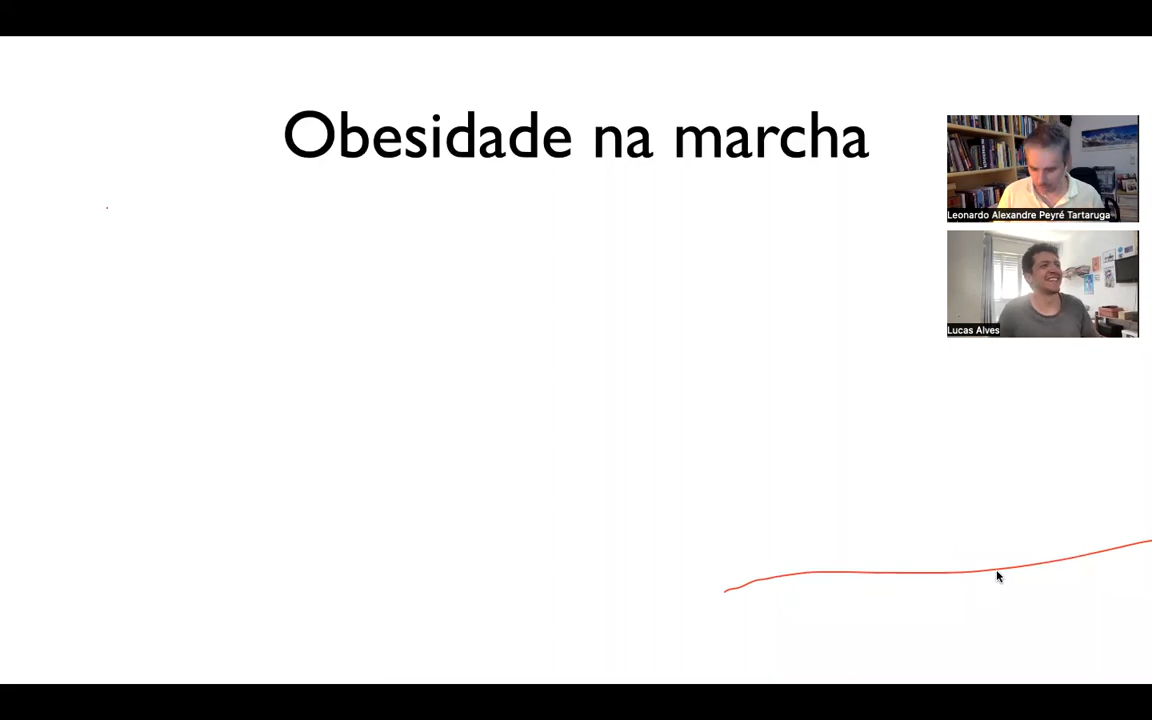 Obesidade na marcha
Leonardo Alexandre Peyré Tartaruga
Lucas Alves